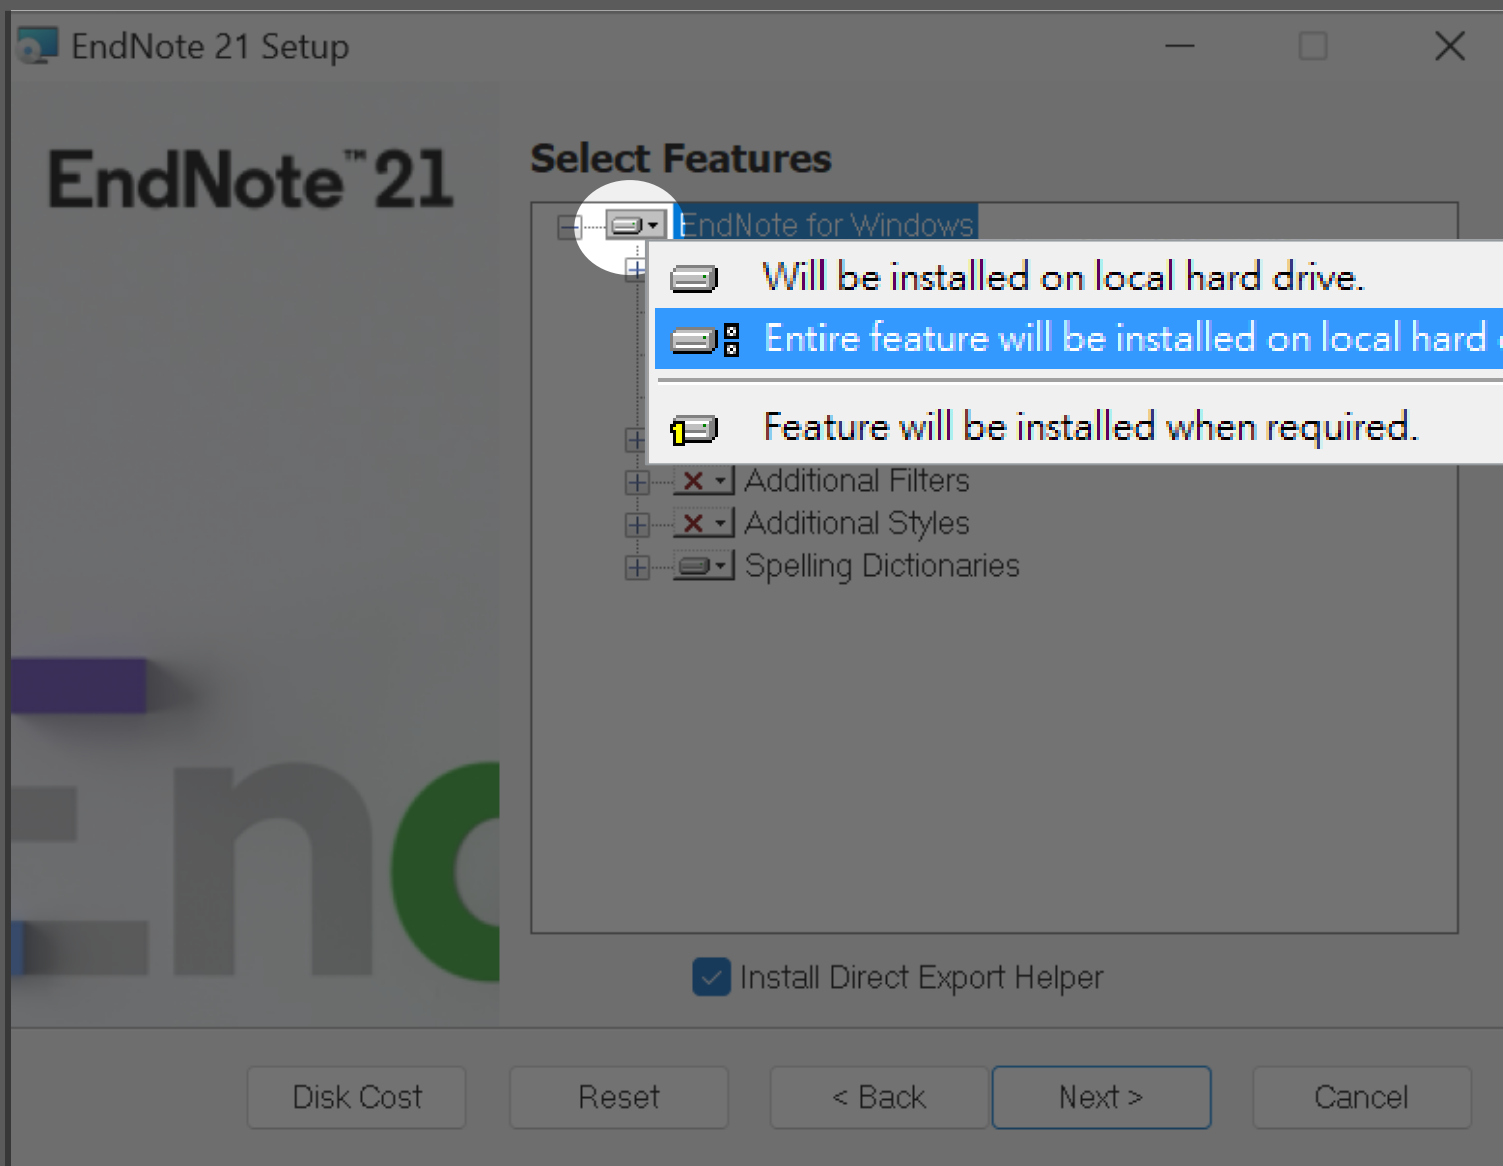 EndNote 21 Setup
EndNote™ 21
Select Features
EndNote for Windows
Will be installed on local hard drive.
Entire feature will be installed on local hard
Feature will be installed when required.
Additional Filters
Additional Styles
Spelling Dictionaries
En
Install Direct Export Helper
Disk Cost
Reset
< Back
Next >
Cancel